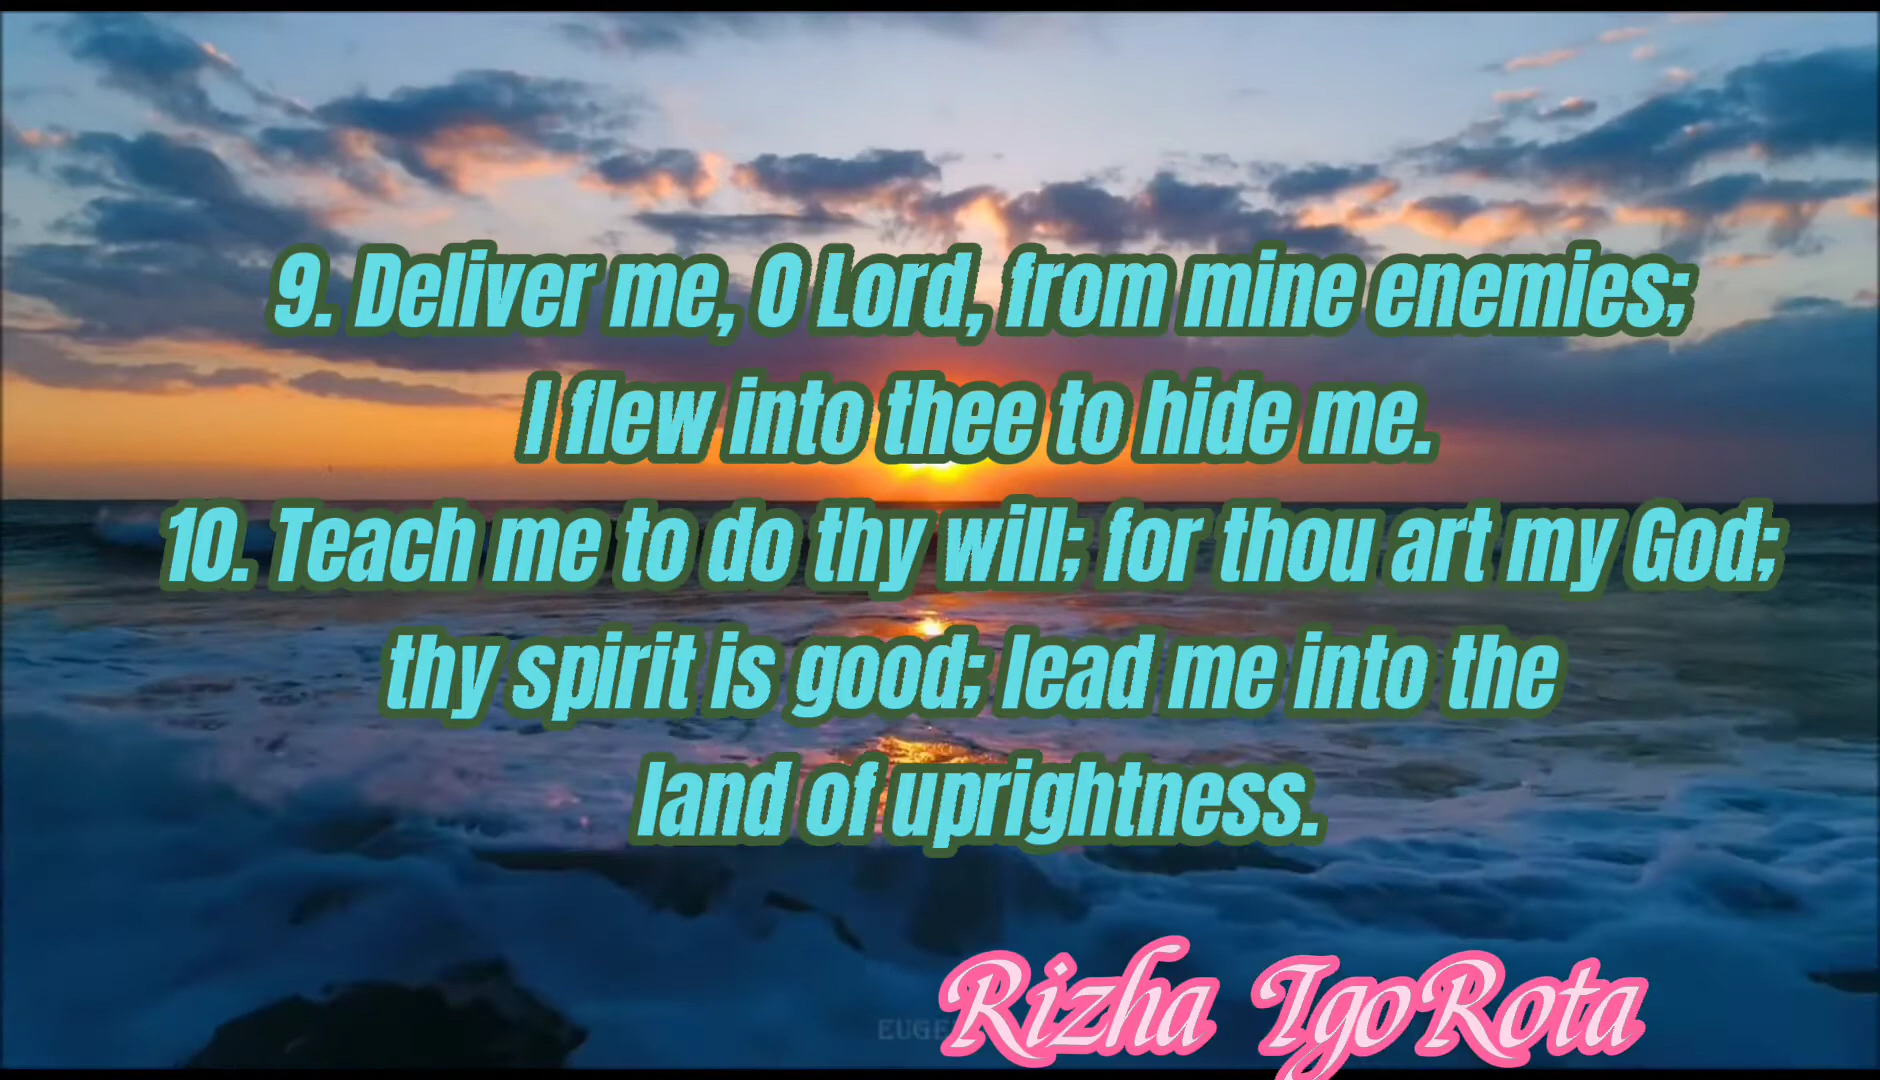 9. Deliver me, O Lord, from mine enemies;
I flew into thee to hide me.
10. Teach me to do thy will; for thou art my God;
thy spirit is good; lead me into the
land of uprightness.
Rizha IgoRota